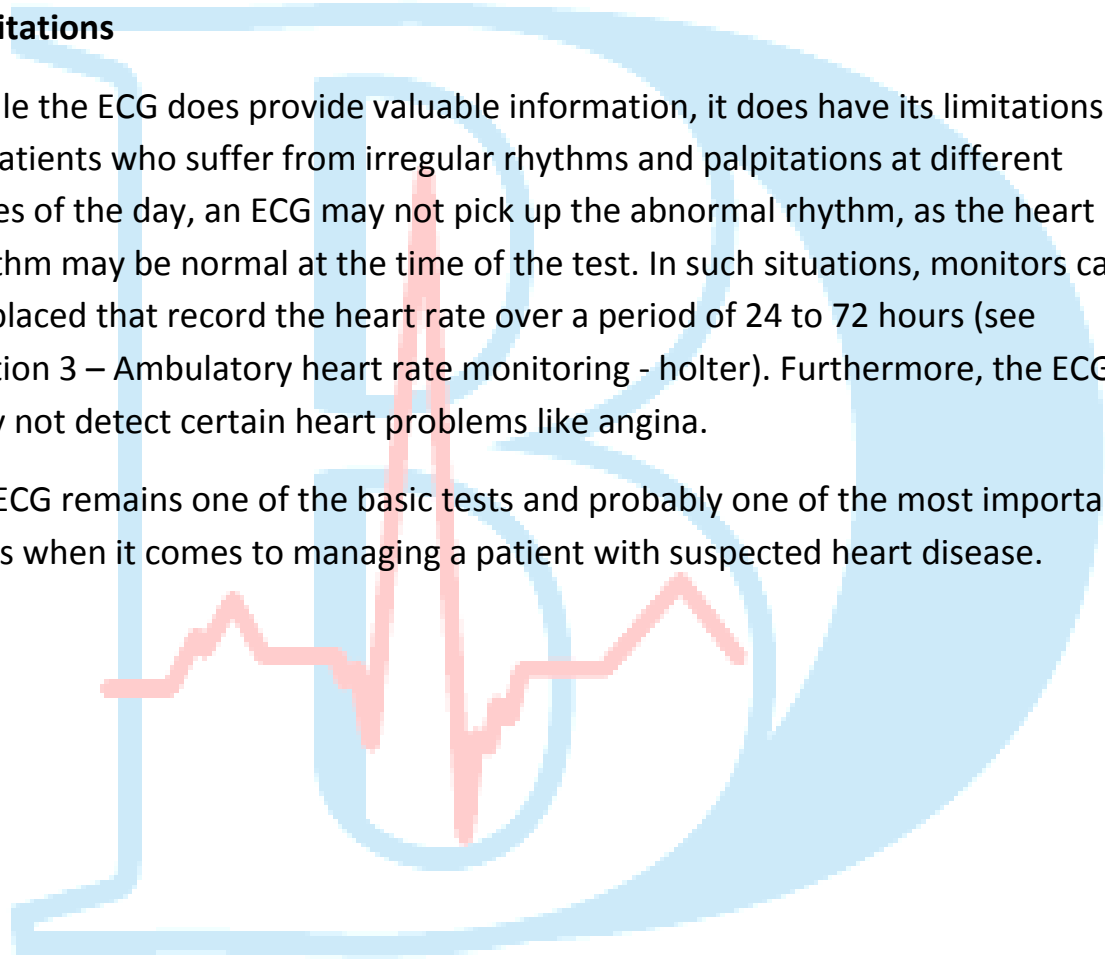 itations
le the ECG does provide valuable information, it does have its limitations
atients who suffer from irregular rhythms and palpitations at different
es of the day, an ECG may not pick up the abnormal rhythm, as the heart
thm may be normal at the time of the test. In such situations, monitors ca
placed that record the heart rate over a period of 24 to 72 hours (see
tion 3 – Ambulatory heart rate monitoring - holter). Furthermore, the ECG
y not detect certain heart problems like angina.
ECG remains one of the basic tests and probably one of the most importa
s when it comes to managing a patient with suspected heart disease.